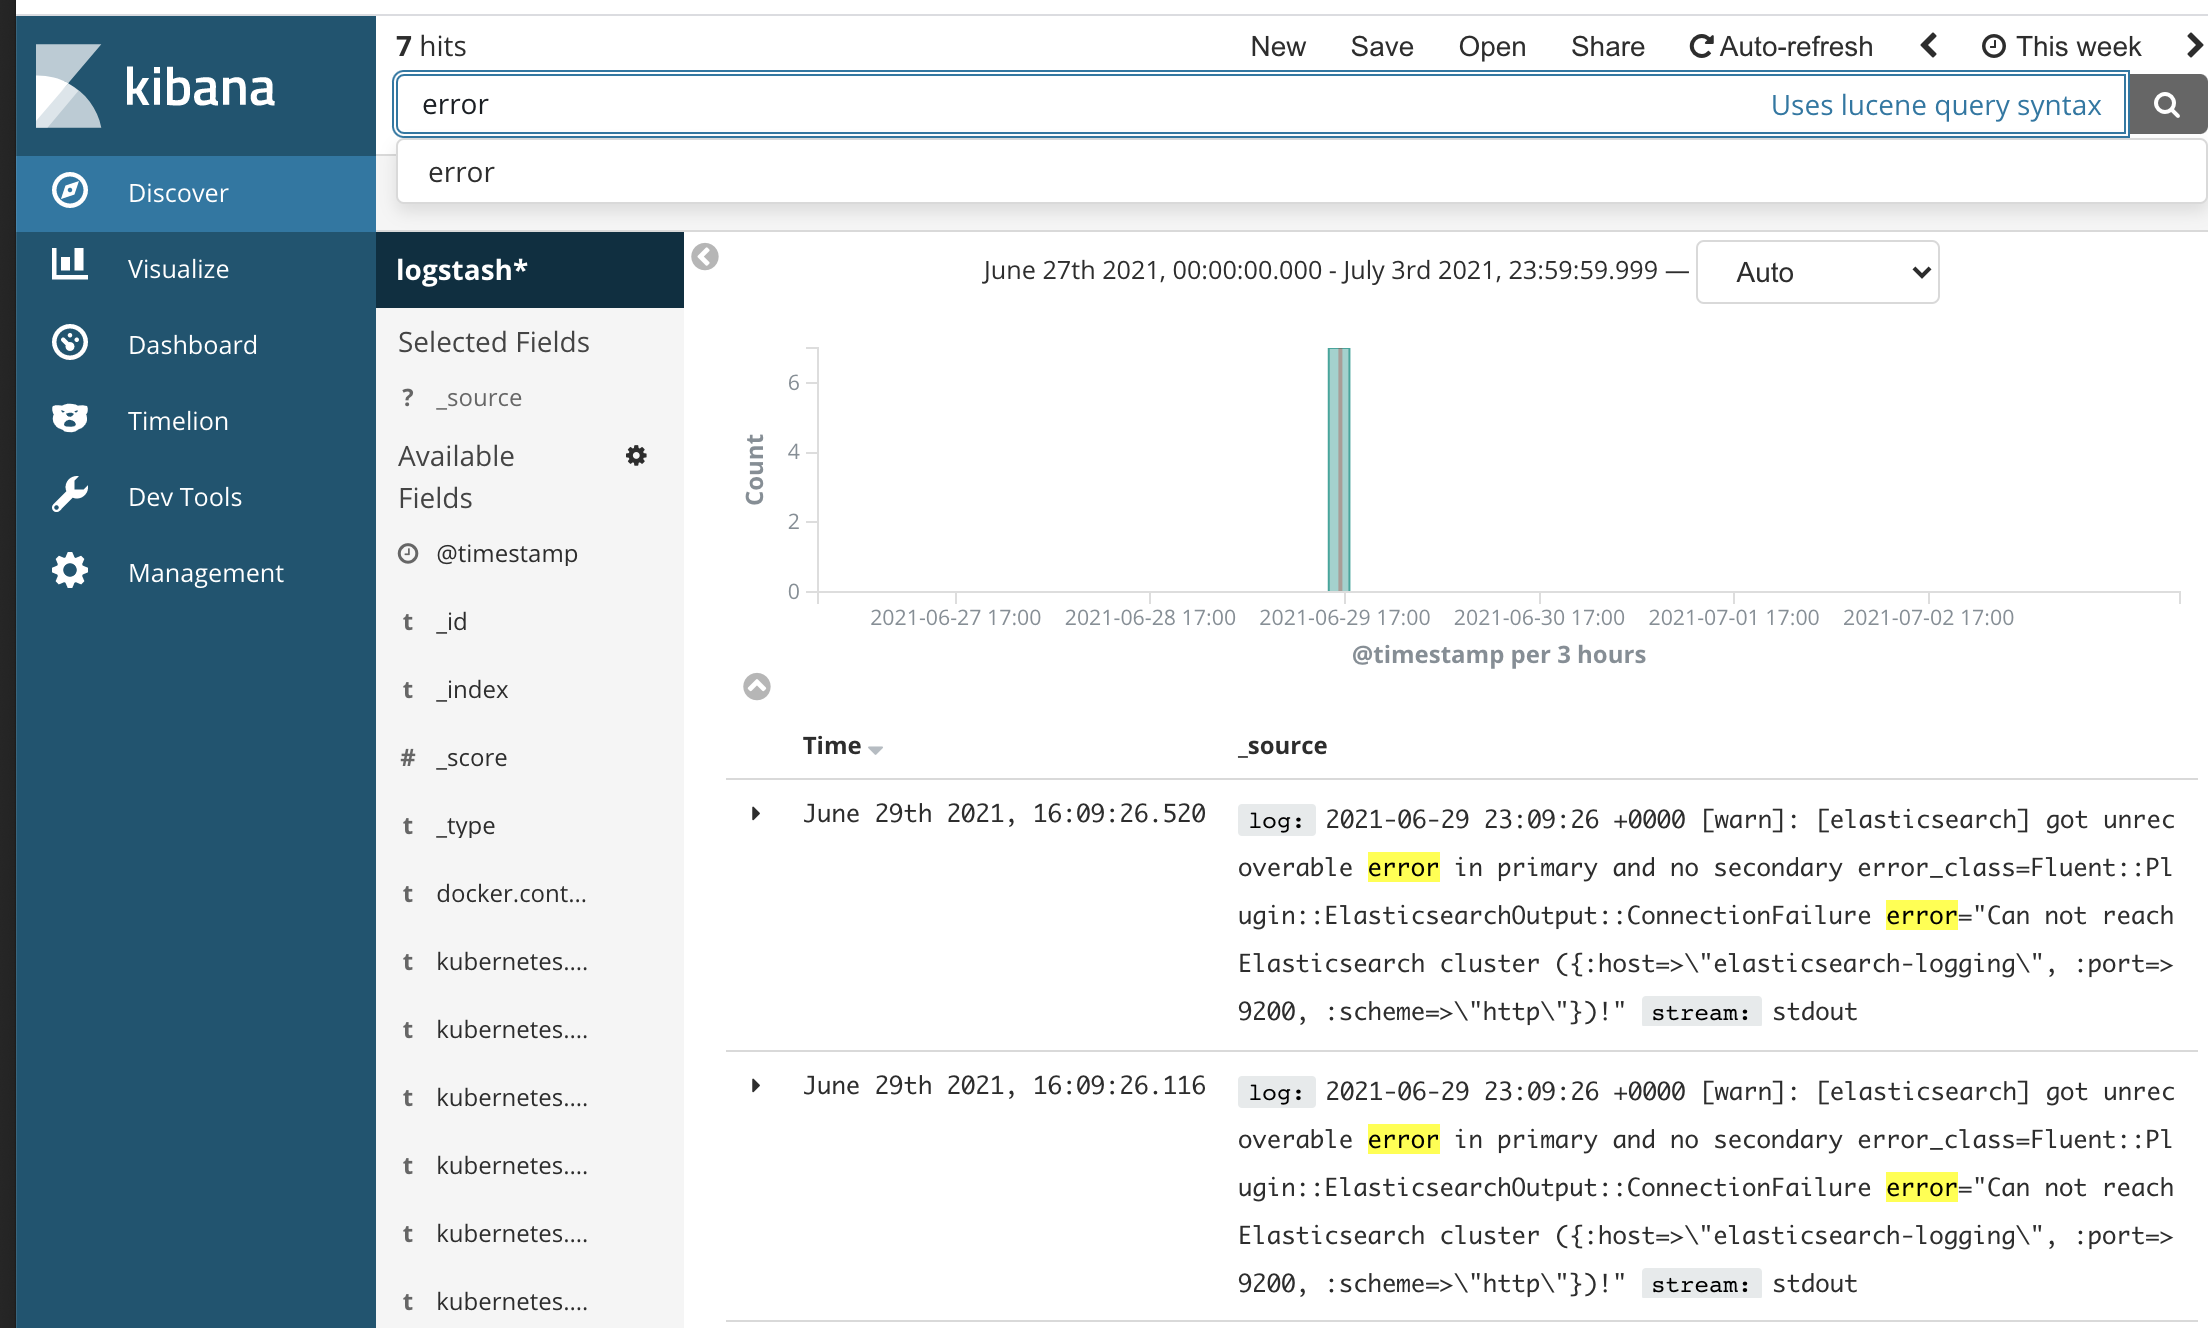 kibana
Discover
Visualize
Dashboard
Timelion
Dev Tools
Management
7 hits
New Save Open Share Auto-refresh This week
error Uses lucene query syntax
error
logstash*
Selected Fields
? _source
Available
Fields
@timestamp
t _id
t _index
# _score
t _type
t docker.cont...
t kubernetes....
t kubernetes....
t kubernetes....
t kubernetes....
t kubernetes....
t kubernetes....
June 27th 2021, 00:00:00.000 - July 3rd 2021, 23:59:59.999 — Auto
Count
6
4
2
0
2021-06-27 17:00 2021-06-28 17:00 2021-06-29 17:00 2021-06-30 17:00 2021-07-01 17:00 2021-07-02 17:00
@timestamp per 3 hours
Time _source
June 29th 2021, 16:09:26.520 log: 2021-06-29 23:09:26 +0000 [warn]: [elasticsearch] got unrec
overable error in primary and no secondary error_class=Fluent::Pl
ugin::ElasticsearchOutput::ConnectionFailure error="Can not reach
Elasticsearch cluster ({:host=>\"elasticsearch-logging\", :port=>
9200, :scheme=>\"http\"})!" stream: stdout
June 29th 2021, 16:09:26.116 log: 2021-06-29 23:09:26 +0000 [warn]: [elasticsearch] got unrec
overable error in primary and no secondary error_class=Fluent::Pl
ugin::ElasticsearchOutput::ConnectionFailure error="Can not reach
Elasticsearch cluster ({:host=>\"elasticsearch-logging\", :port=>
9200, :scheme=>\"http\"})!" stream: stdout